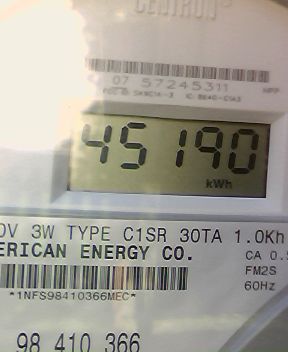 CENTRON
07 57245311
45190
kWh
0V 3W TYPE C1SR 30TA 1.0Kh
ERICAN ENERGY CO.
CA 0.5
FM2S
*1NFS98410366MEC*
60Hz
98 410 366